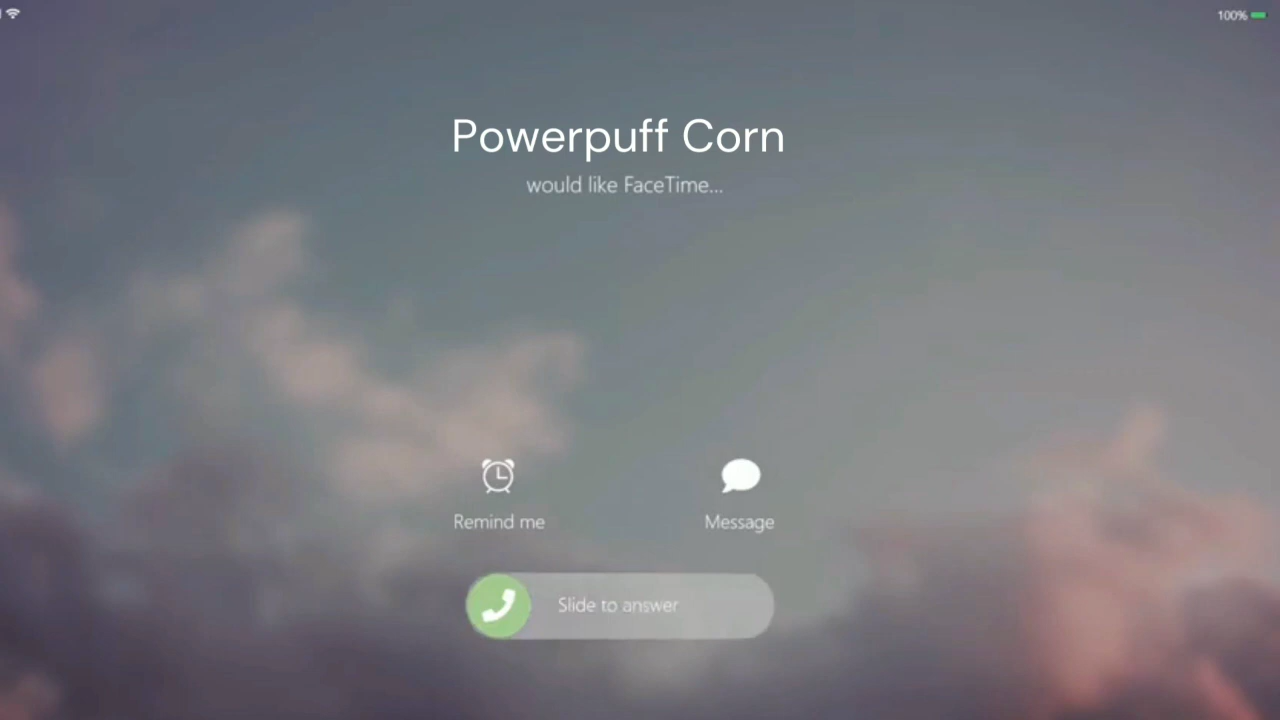 100%
Powerpuff Corn
would like FaceTime...
Remind me
Message
Slide to answer